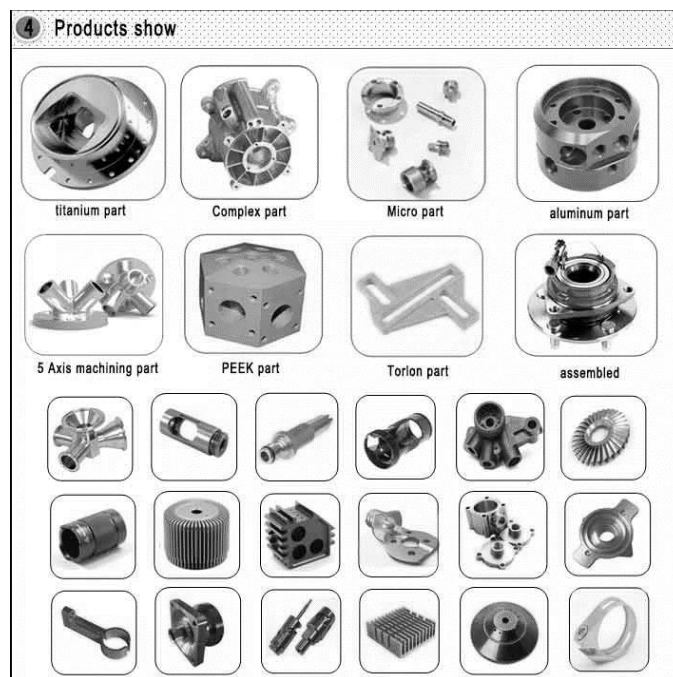 4 Products show
titanium part
Complex part
Micro part
aluminum part
5 Axis machining part
PEEK part
Torlon part
assembled